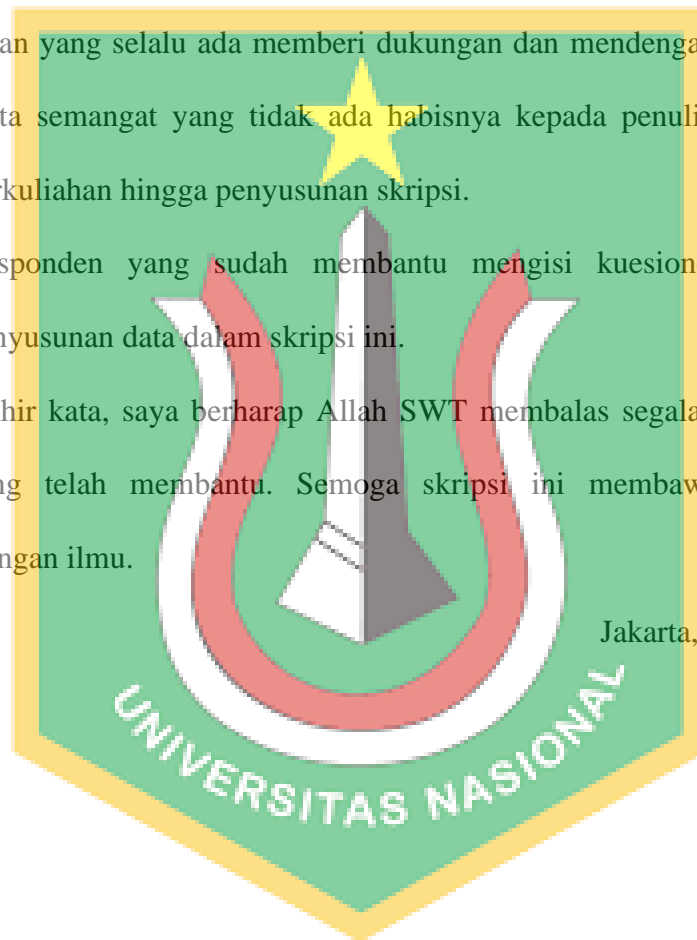 an yang selalu ada memberi dukungan dan mendenga
ta semangat yang tidak ada habisnya kepada penuli
rkuliahan hingga penyusunan skripsi.
sponden yang sudah membantu mengisi kuesion
nyusunan data dalam skripsi ini.
hir kata, saya berharap Allah SWT membalas segala
ng telah membantu. Semoga skripsi ini membaw
ngan ilmu.
Jakarta,
UNIVERSITAS NASIONAL